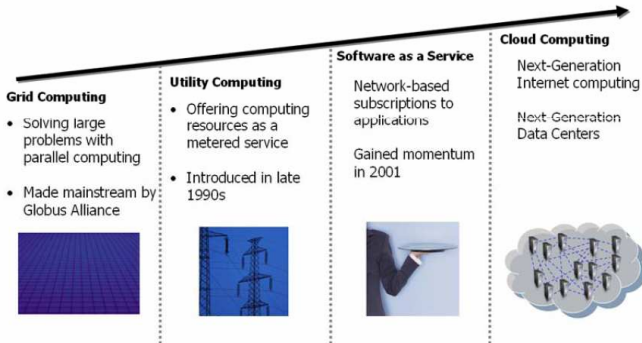 Grid Computing
• Solving large
problems with
parallel computing
• Made mainstream by
Globus Alliance
Utility Computing
• Offering computing
resources as a
metered service
• Introduced in late
1990s
Software as a Service
Network-based
subscriptions to
applications
Gained momentum
in 2001
Cloud Computing
Next-Generation
Internet computing
Next-Generation
Data Centers